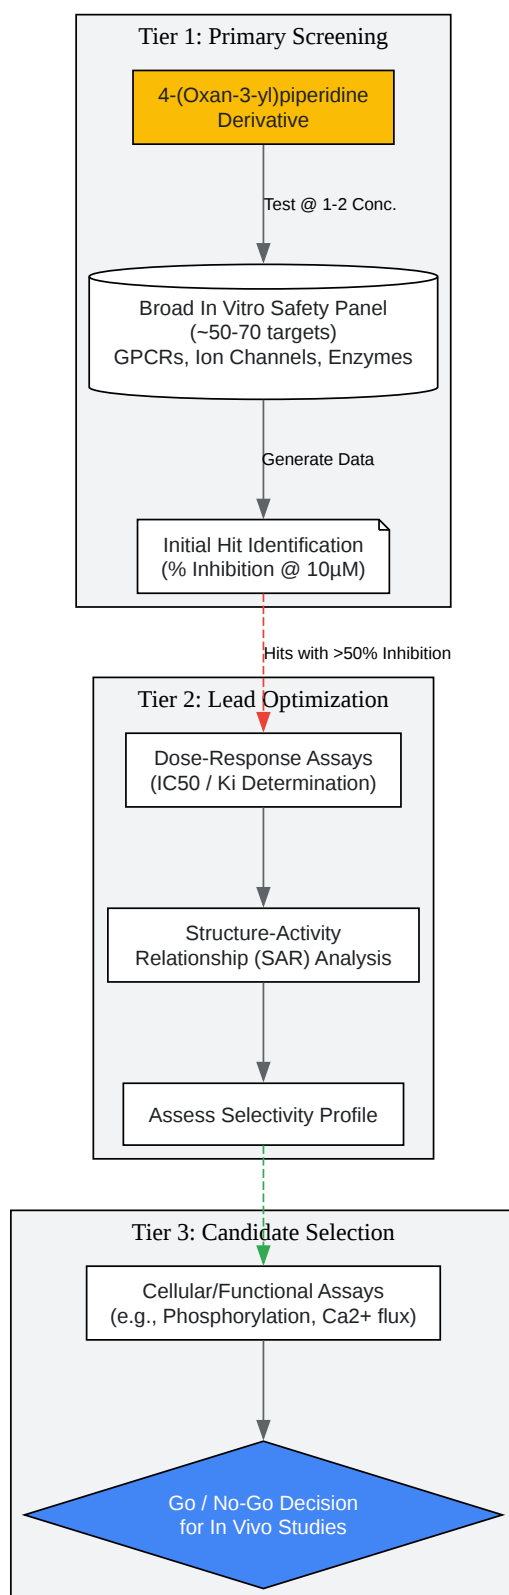 Tier 1: Primary Screening
4-(Oxan-3-yl)piperidine
Derivative
Test @ 1-2 Conc.
Broad In Vitro Safety Panel
(~50-70 targets)
GPCRs, Ion Channels, Enzymes
Generate Data
Initial Hit Identification
(% Inhibition @ 10µM)
Hits with >50% Inhibition
Tier 2: Lead Optimization
Dose-Response Assays
(IC50 / Ki Determination)
Structure-Activity
Relationship (SAR) Analysis
Assess Selectivity Profile
Tier 3: Candidate Selection
Cellular/Functional Assays
(e.g., Phosphorylation, Ca2+ flux)
Go / No-Go Decision
for In Vivo Studies